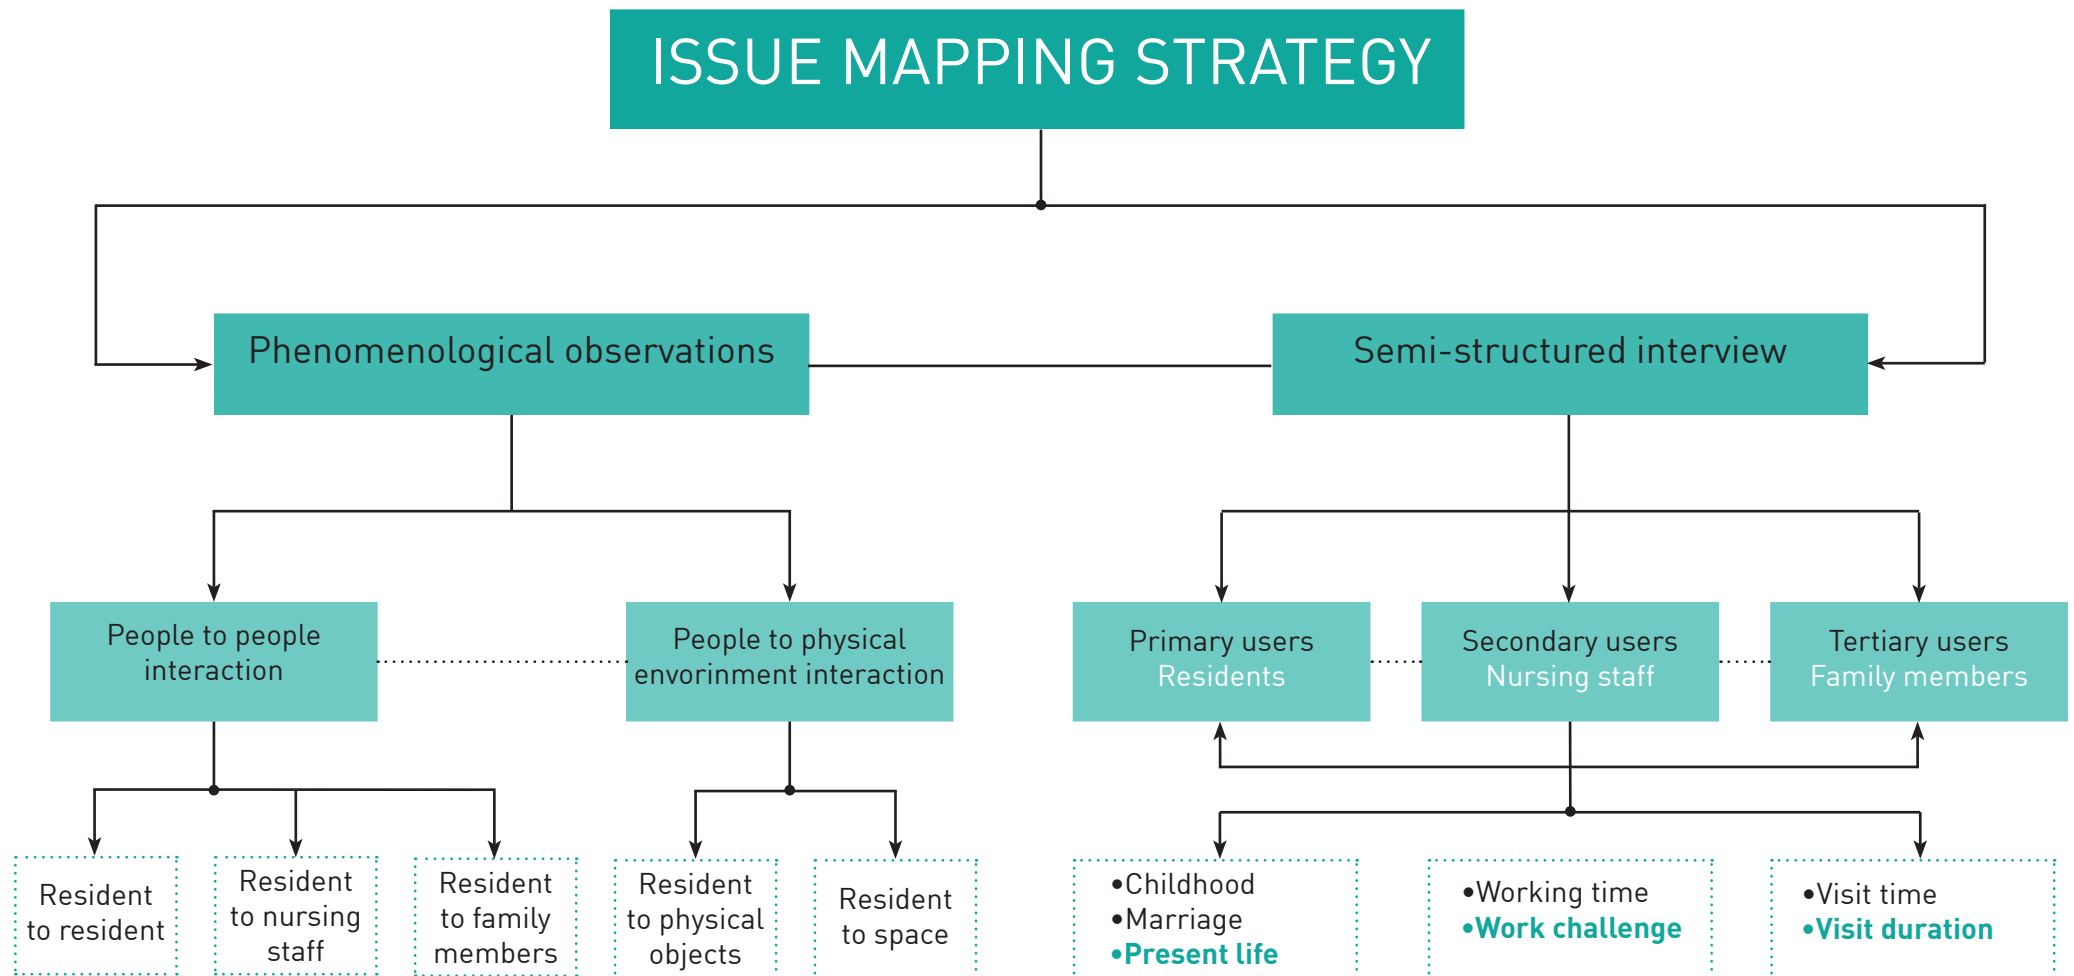 ISSUE MAPPING STRATEGY
Phenomenological observations
Semi-structured interview
People to people
interaction
People to physical
envorinment interaction
Primary users
Residents
Secondary users
Nursing staff
Tertiary users
Family members
Resident
to resident
Resident
to nursing
staff
Resident
to family
members
Resident
to physical
objects
Resident
to space
•Childhood
•Marriage
•Present life
•Working time
•Work challenge
•Visit time
•Visit duration